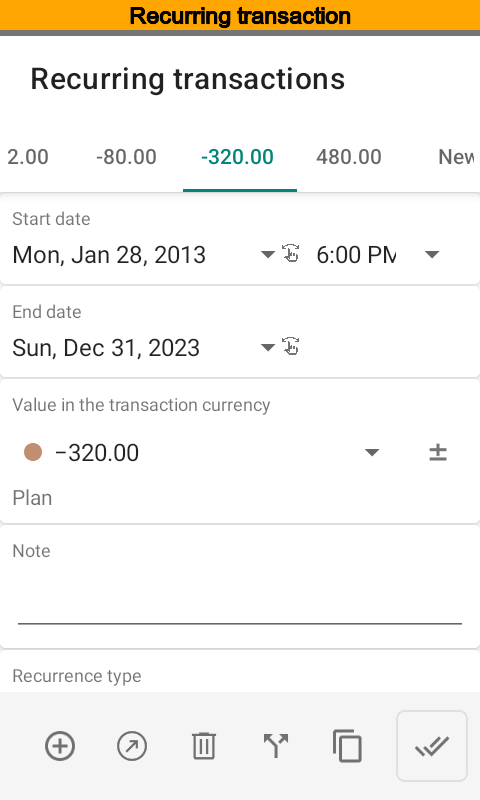 Recurring transaction
Recurring transactions
2.00 -80.00 -320.00 480.00 New
Start date
Mon, Jan 28, 2013 6:00 PM
End date
Sun, Dec 31, 2023
Value in the transaction currency
−320.00 ±
Plan
Note
Recurrence type